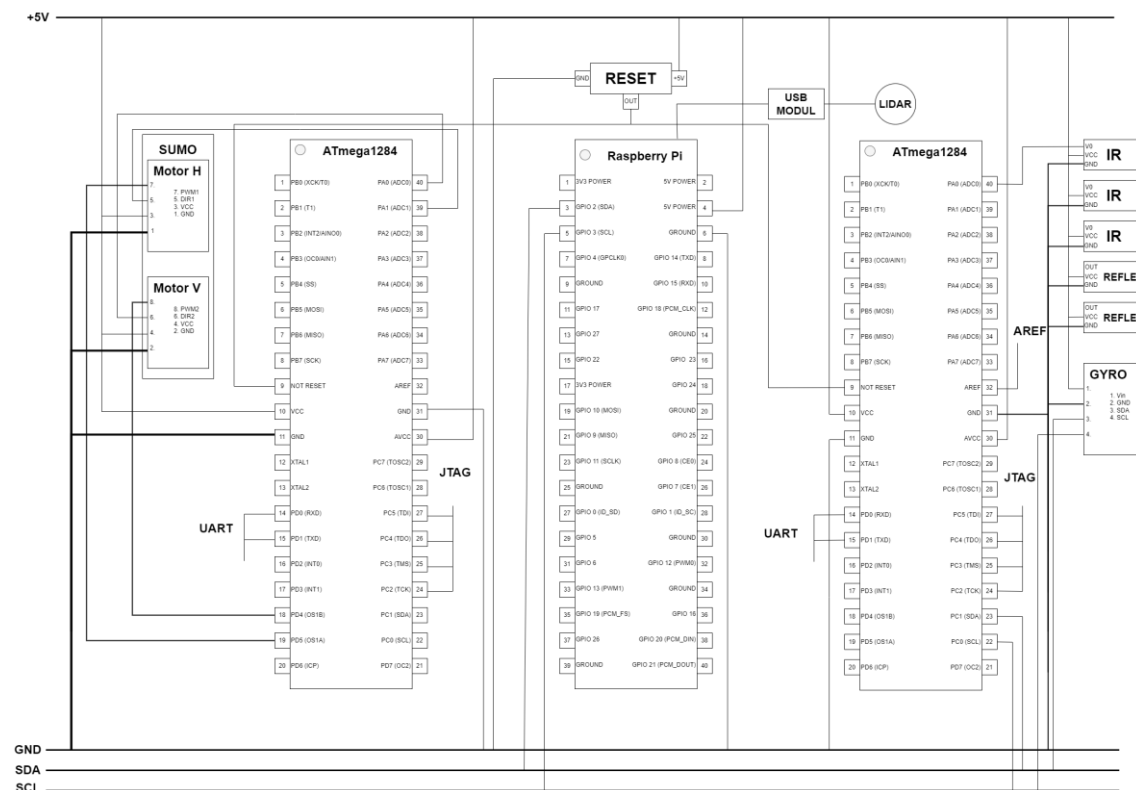 +5V
GND
RESET
+5V
OUT
USB
MODUL
LIDAR
SUMO
Motor H
7.
5.
3.
1
7. PWM1
5. DIR1
3. VCC
1. GND
Motor V
8.
6.
4.
2.
8. PWM2
6. DIR2
4. VCC
2. GND
ATmega1284
1 PB0 (XCK/T0) PA0 (ADC0) 40
2 PB1 (T1) PA1 (ADC1) 39
3 PB2 (INT2/AINO0) PA2 (ADC2) 38
4 PB3 (OC0/AIN1) PA3 (ADC3) 37
5 PB4 (SS) PA4 (ADC4) 36
6 PB5 (MOSI) PA5 (ADC5) 35
7 PB6 (MISO) PA6 (ADC6) 34
8 PB7 (SCK) PA7 (ADC7) 33
9 NOT RESET AREF 32
10 VCC GND 31
11 GND AVCC 30
12 XTAL1 PC7 (TOSC2) 29
13 XTAL2 PC6 (TOSC1) 28
14 PD0 (RXD) PC5 (TDI) 27
15 PD1 (TXD) PC4 (TDO) 26
16 PD2 (INT0) PC3 (TMS) 25
17 PD3 (INT1) PC2 (TCK) 24
18 PD4 (OS1B) PC1 (SDA) 23
19 PD5 (OS1A) PC0 (SCL) 22
20 PD6 (ICP) PD7 (OC2) 21
UART
JTAG
Raspberry Pi
1 3V3 POWER 5V POWER 2
3 GPIO 2 (SDA) 5V POWER 4
5 GPIO 3 (SCL) GROUND 6
7 GPIO 4 (GPCLK0) GPIO 14 (TXD) 8
9 GROUND GPIO 15 (RXD) 10
11 GPIO 17 GPIO 18 (PCM_CLK) 12
13 GPIO 27 GROUND 14
15 GPIO 22 GPIO 23 16
17 3V3 POWER GPIO 24 18
19 GPIO 10 (MOSI) GROUND 20
21 GPIO 9 (MISO) GPIO 25 22
23 GPIO 11 (SCLK) GPIO 8 (CE0) 24
25 GROUND GPIO 7 (CE1) 26
27 GPIO 0 (ID_SD) GPIO 1 (ID_SC) 28
29 GPIO 5 GROUND 30
31 GPIO 6 GPIO 12 (PWM0) 32
33 GPIO 13 (PWM1) GROUND 34
35 GPIO 19 (PCM_FS) GPIO 16 36
37 GPIO 26 GPIO 20 (PCM_DIN) 38
39 GROUND GPIO 21 (PCM_DOUT) 40
ATmega1284
1 PB0 (XCK/T0) PA0 (ADC0) 40
2 PB1 (T1) PA1 (ADC1) 39
3 PB2 (INT2/AINO0) PA2 (ADC2) 38
4 PB3 (OC0/AIN1) PA3 (ADC3) 37
5 PB4 (SS) PA4 (ADC4) 36
6 PB5 (MOSI) PA5 (ADC5) 35
7 PB6 (MISO) PA6 (ADC6) 34
8 PB7 (SCK) PA7 (ADC7) 33
9 NOT RESET AREF 32
10 VCC GND 31
11 GND AVCC 30
12 XTAL1 PC7 (TOSC2) 29
13 XTAL2 PC6 (TOSC1) 28
14 PD0 (RXD) PC5 (TDI) 27
15 PD1 (TXD) PC4 (TDO) 26
16 PD2 (INT0) PC3 (TMS) 25
17 PD3 (INT1) PC2 (TCK) 24
18 PD4 (OS1B) PC1 (SDA) 23
19 PD5 (OS1A) PC0 (SCL) 22
20 PD6 (ICP) PD7 (OC2) 21
UART
AREF
JTAG
V0
VCC IR
GND
V0
VCC IR
GND
V0
VCC IR
GND
OUT
VCC REFLE
GND
OUT
VCC REFLE
GND
GYRO
1.
2.
3.
4.
1. Vin
2. GND
3. SDA
4. SCL
GND
SDA
SCL